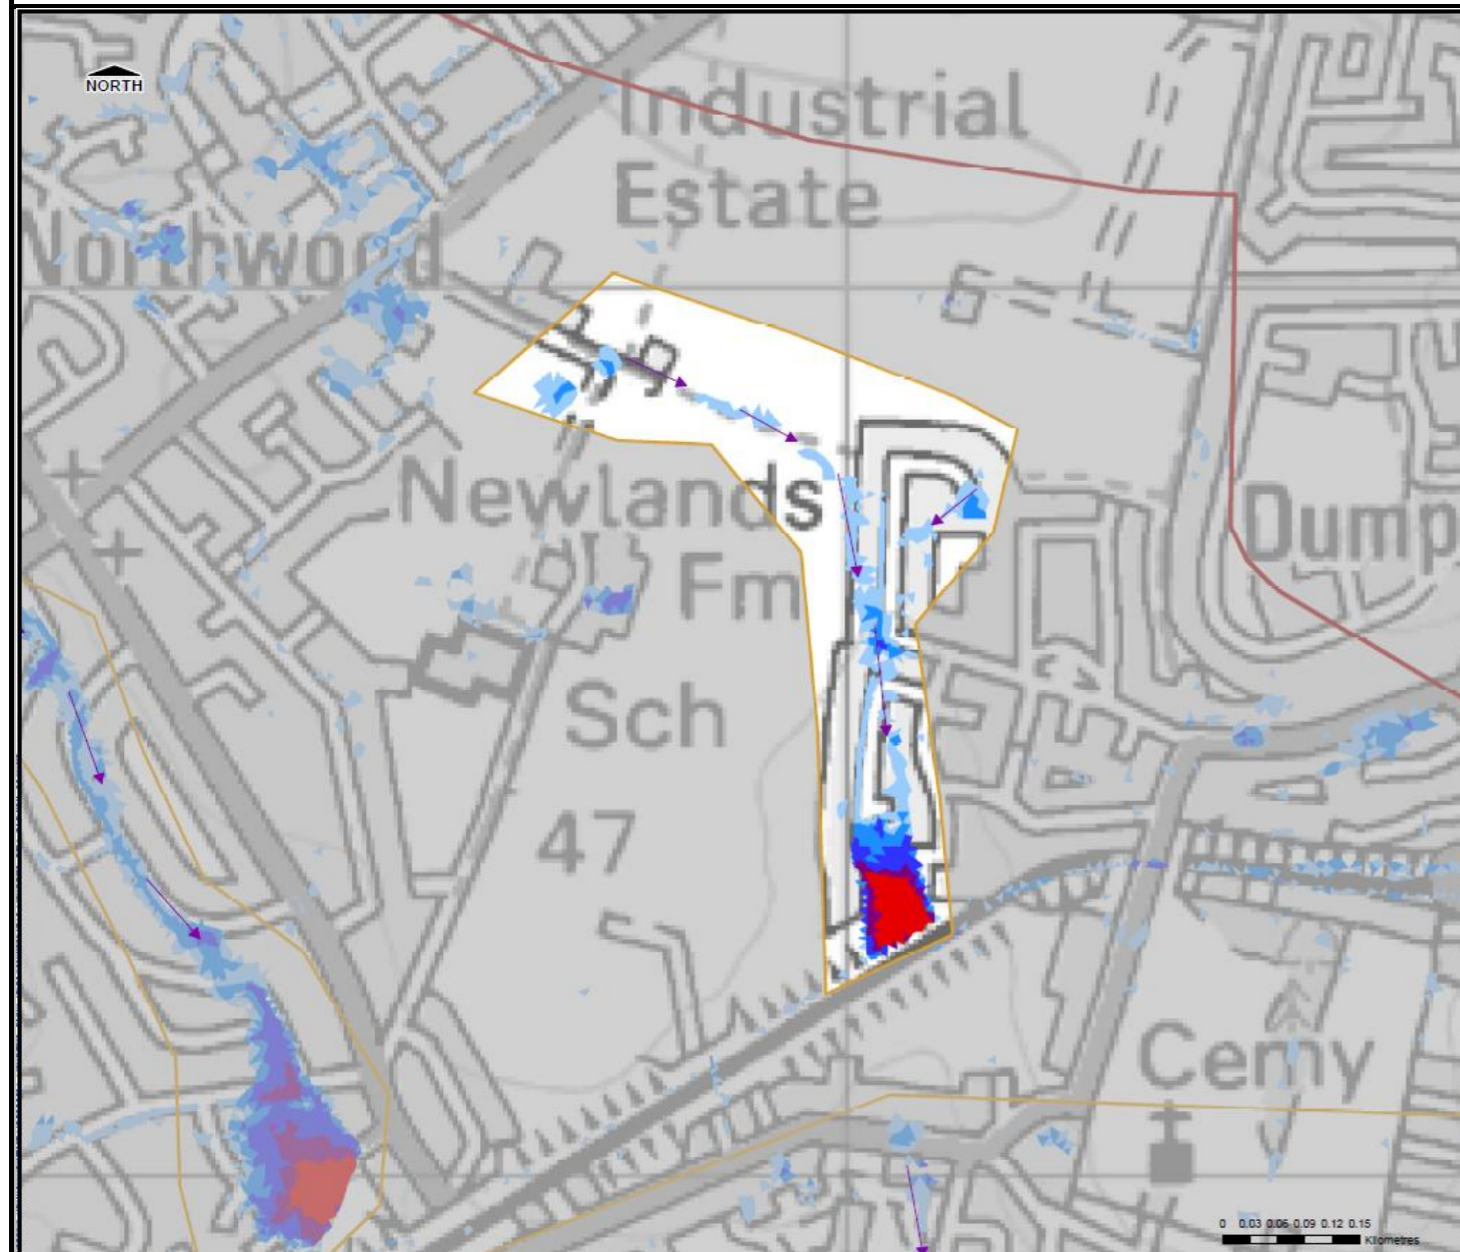 NORTH
Industrial
Estate
Northwood
Newlands
Fm
Dump
Sch
47
Cemy
0 0.03 0.06 0.09 0.12 0.15
Kilometres